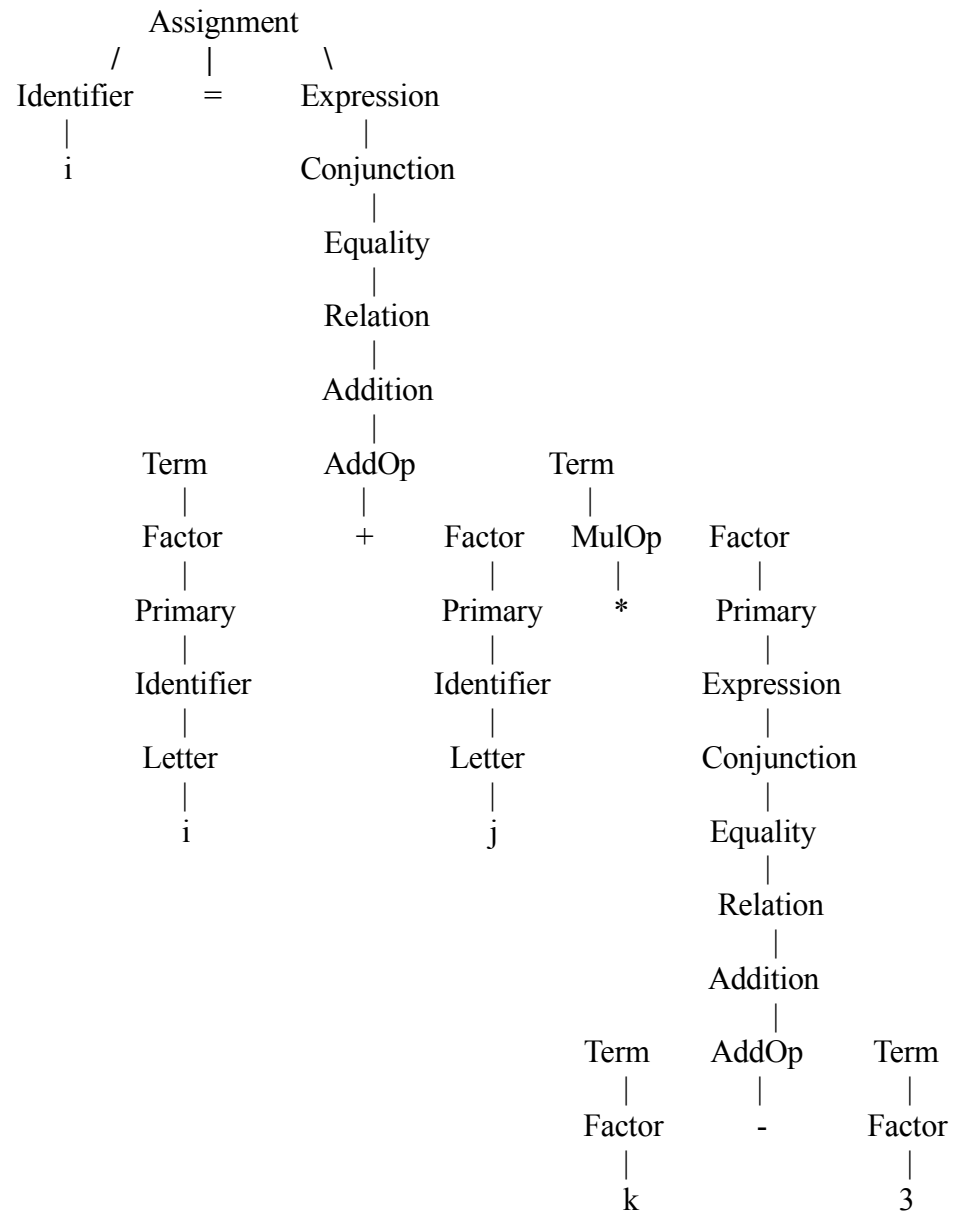 Assignment
/ | \
Identifier = Expression
| |
i Conjunction
|
Equality
|
Relation
|
Addition
|
Term AddOp Term
| | |
Factor + Factor MulOp Factor
| | | |
Primary Primary * Primary
| | |
Identifier Identifier Expression
| | |
Letter Letter Conjunction
| | |
i j Equality
|
Relation
|
Addition
|
Term AddOp Term
| | |
Factor - Factor
| |
k 3